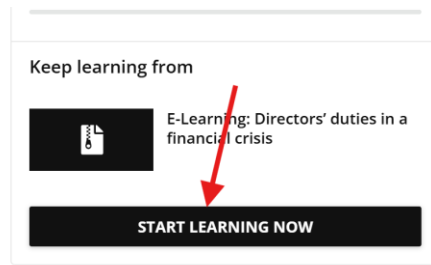 Keep learning from
E-Learning: Directors’ duties in a
financial crisis
START LEARNING NOW